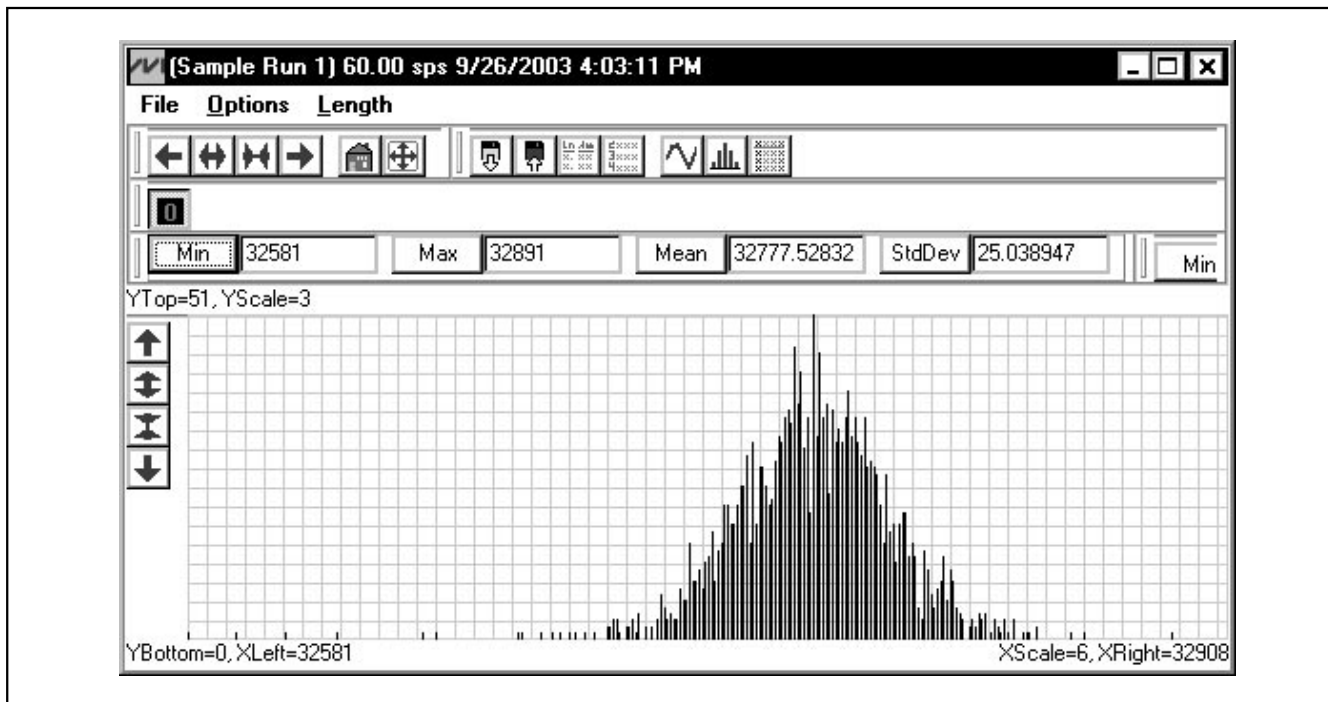 (Sample Run 1) 60.00 sps 9/26/2003 4:03:11 PM
File Options Length
0
Min 32581 Max 32891 Mean 32777.52832 StdDev 25.038947 Min
YTop=51, YScale=3
YBottom=0, XLeft=32581 XScale=6, XRight=32908